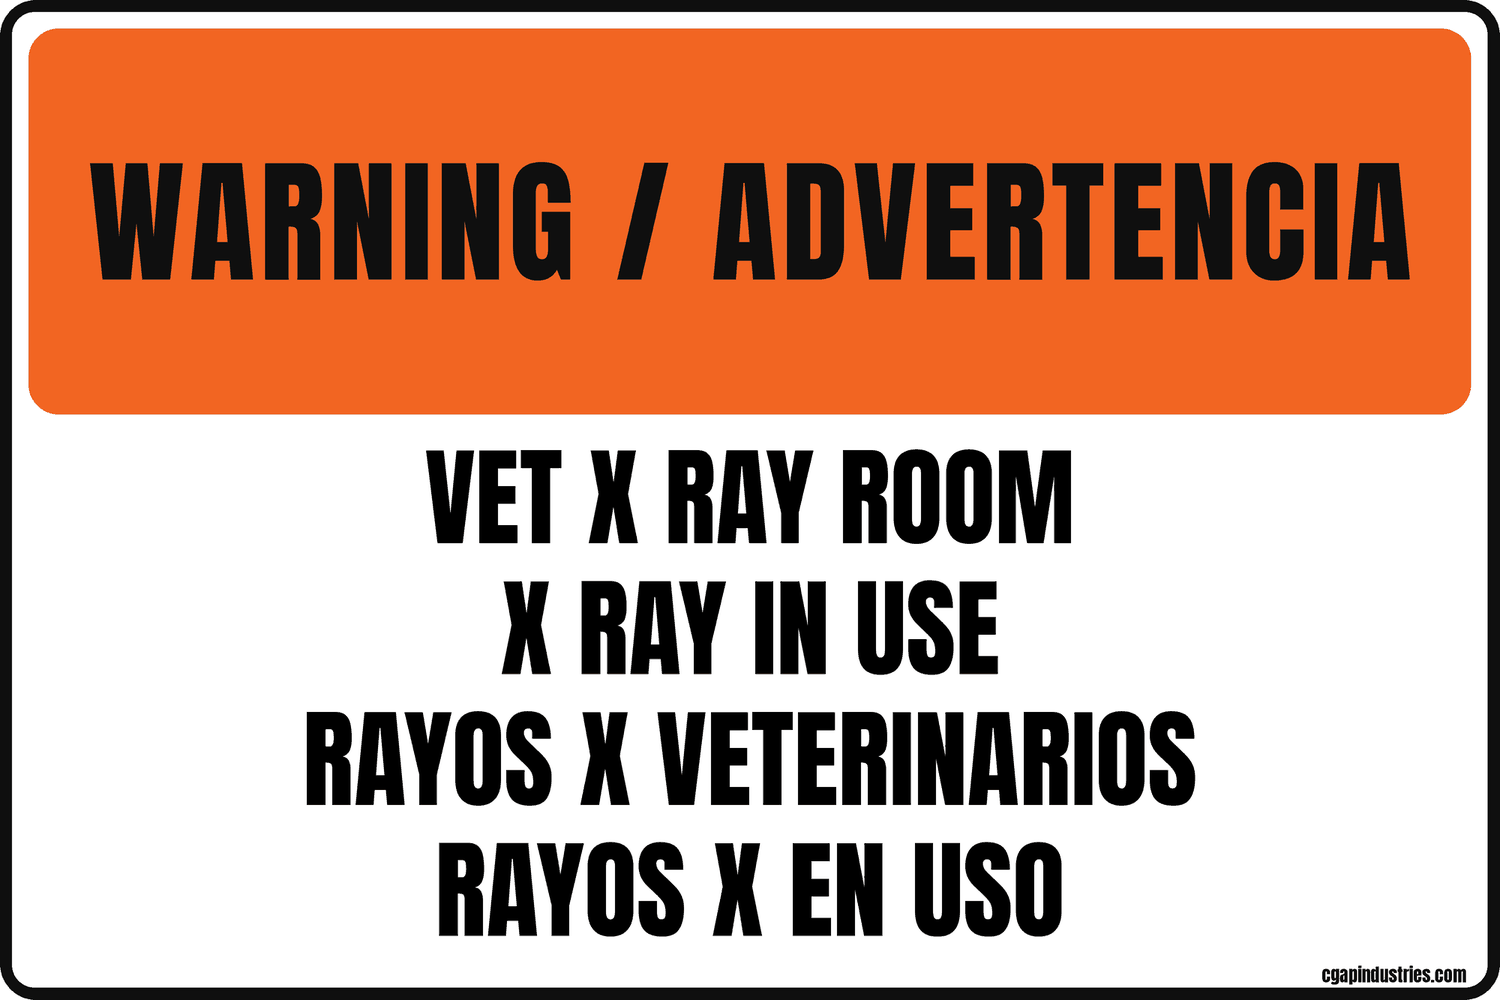 WARNING / ADVERTENCIA
VET X RAY ROOM
X RAY IN USE
RAYOS X VETERINARIOS
RAYOS X EN USO
cgapindustries.com